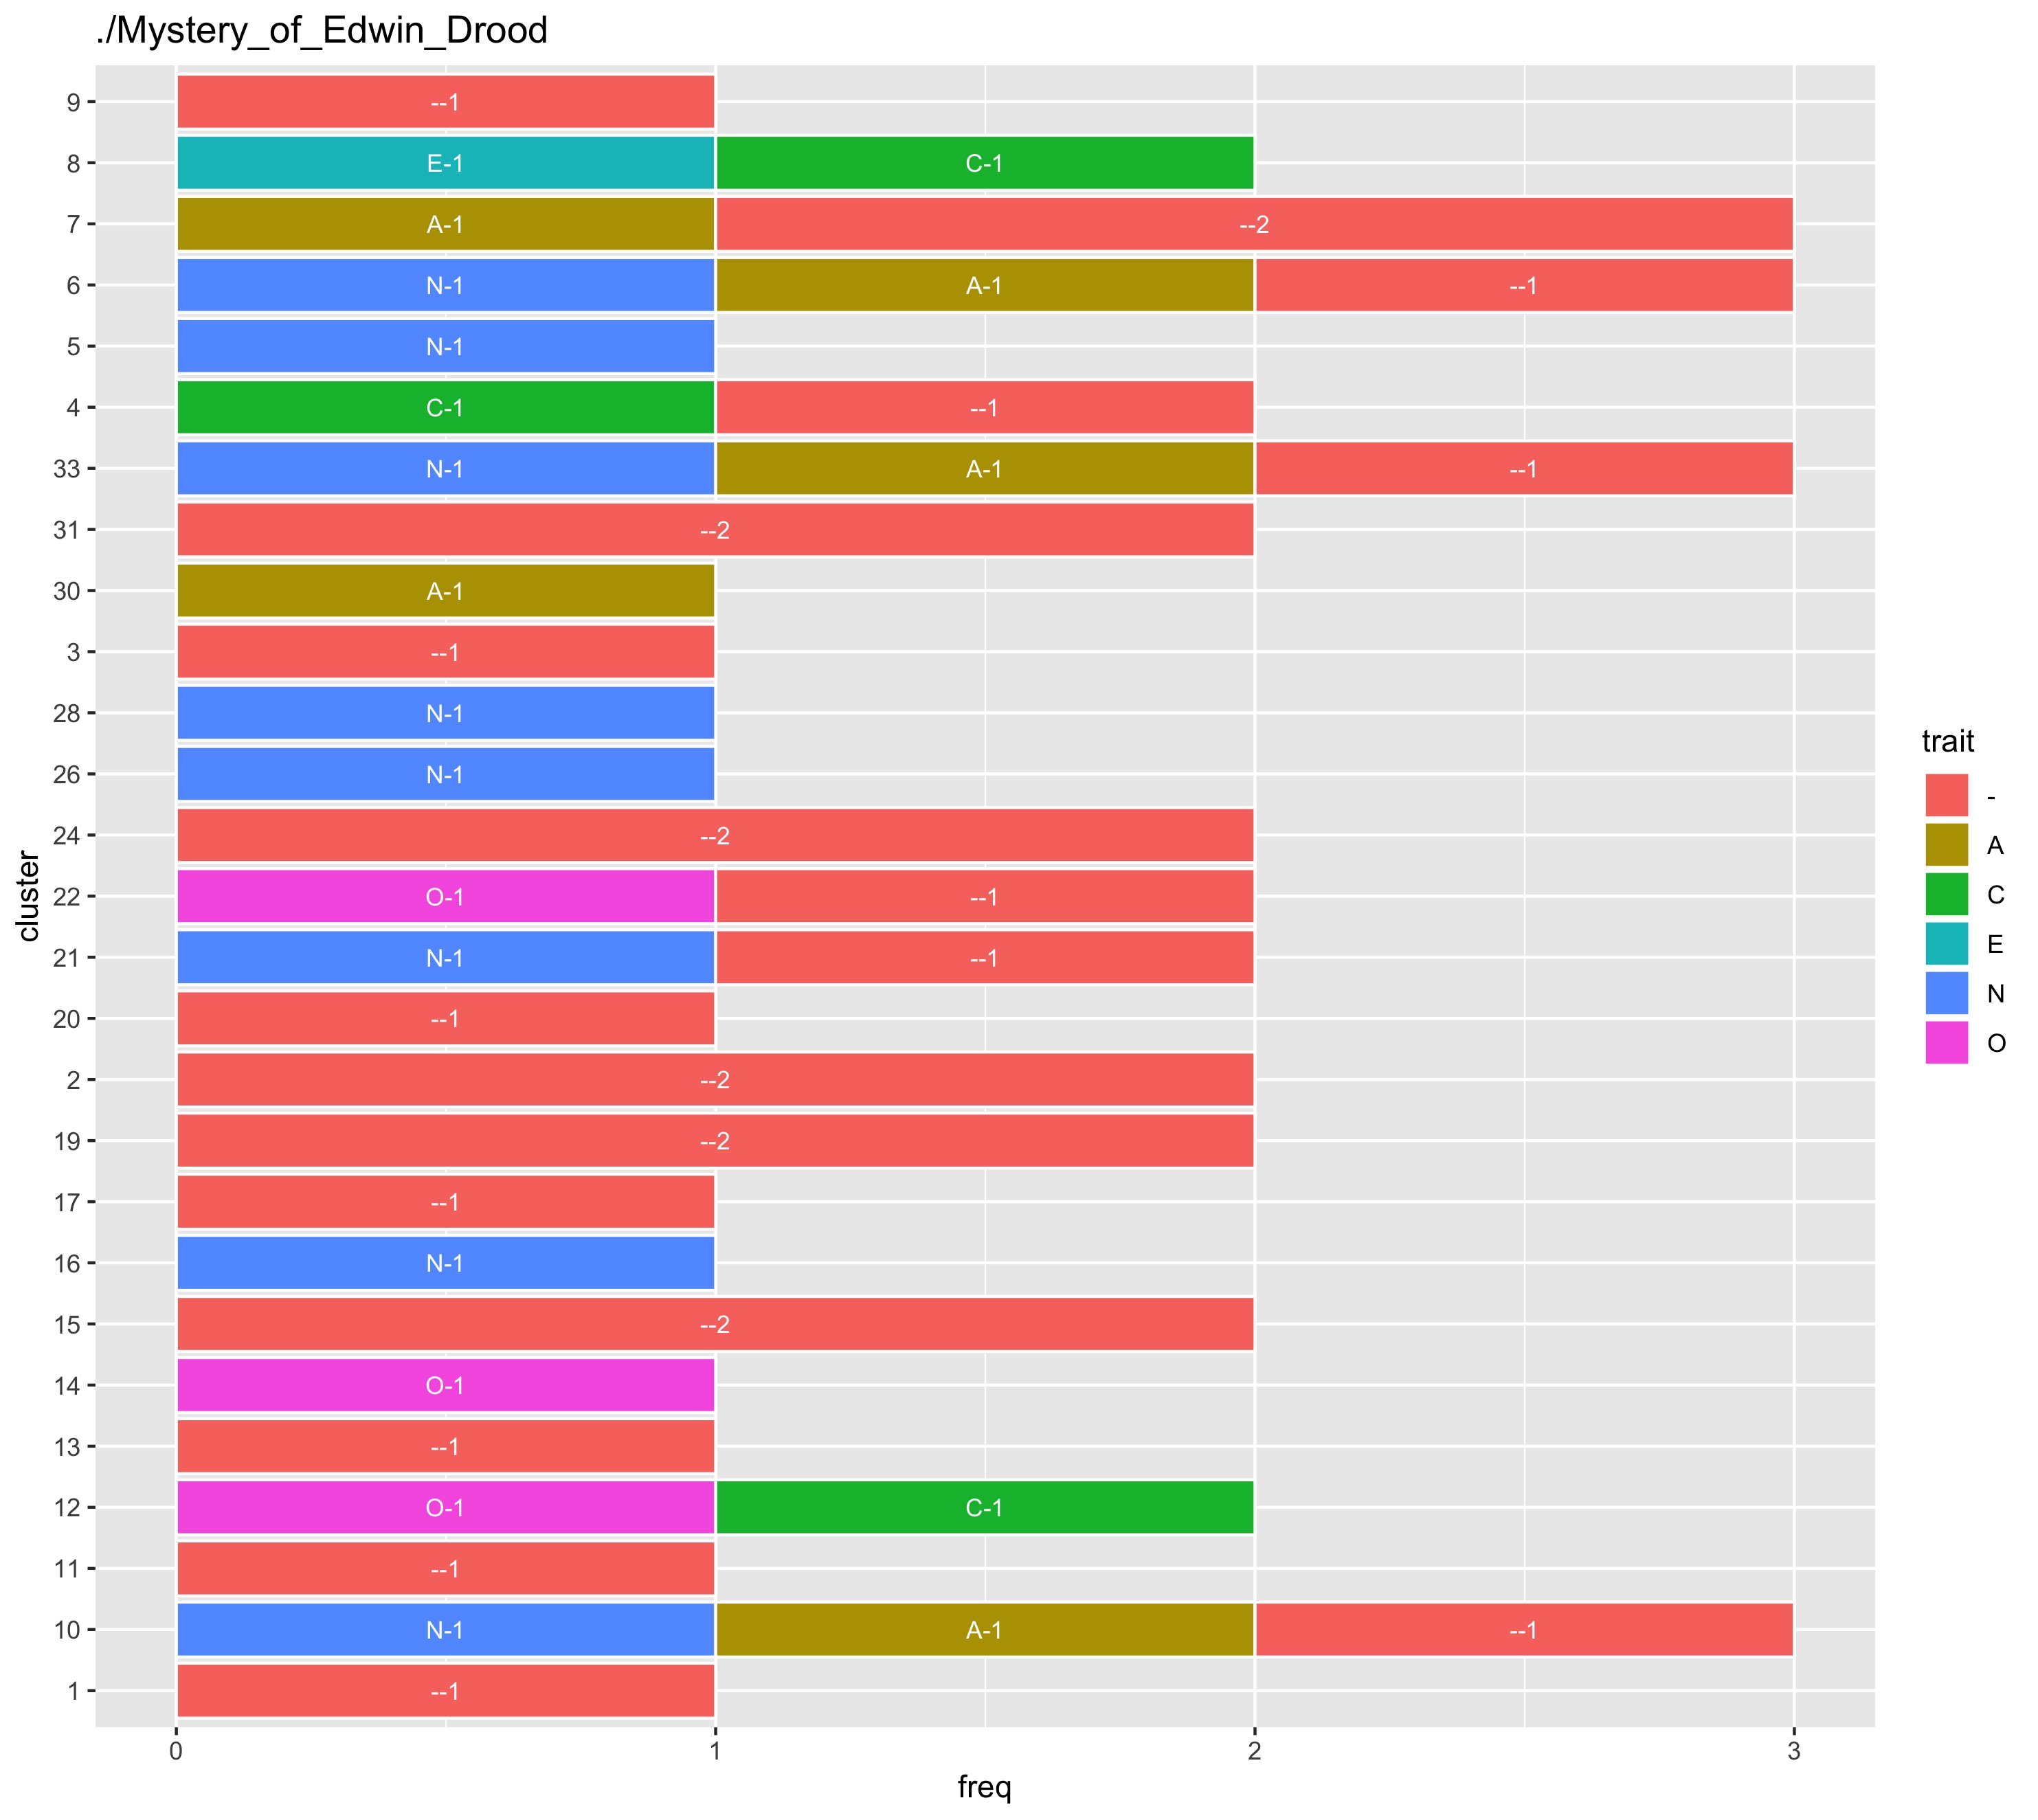 ./Mystery_of_Edwin_Drood
9 --1
8 E-1 C-1
7 A-1 --2
6 N-1 A-1 --1
5 N-1
4 C-1 --1
33 N-1 A-1 --1
31 --2
30 A-1
3 --1
28 N-1
26 N-1
24 --2
22 O-1 --1
21 N-1 --1
20 --1
2 --2
19 --2
17 --1
16 N-1
15 --2
14 O-1
13 --1
12 O-1 C-1
11 --1
10 N-1 A-1 --1
1 --1
0 1 2 3
freq
cluster
trait
-
A
C
E
N
O